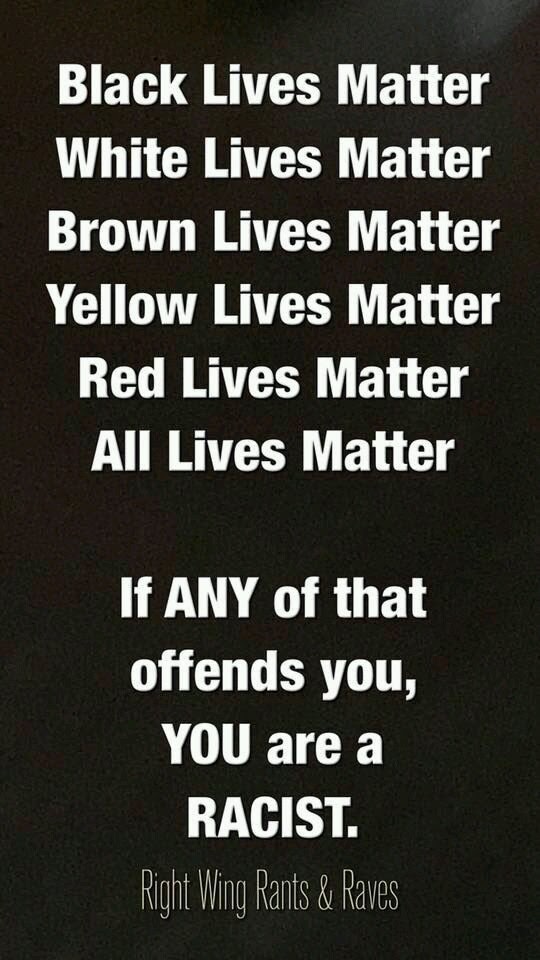 Black Lives Matter
White Lives Matter
Brown Lives Matter
Yellow Lives Matter
Red Lives Matter
All Lives Matter
If ANY of that
offends you,
YOU are a
RACIST.
Right Wing Rants & Raves